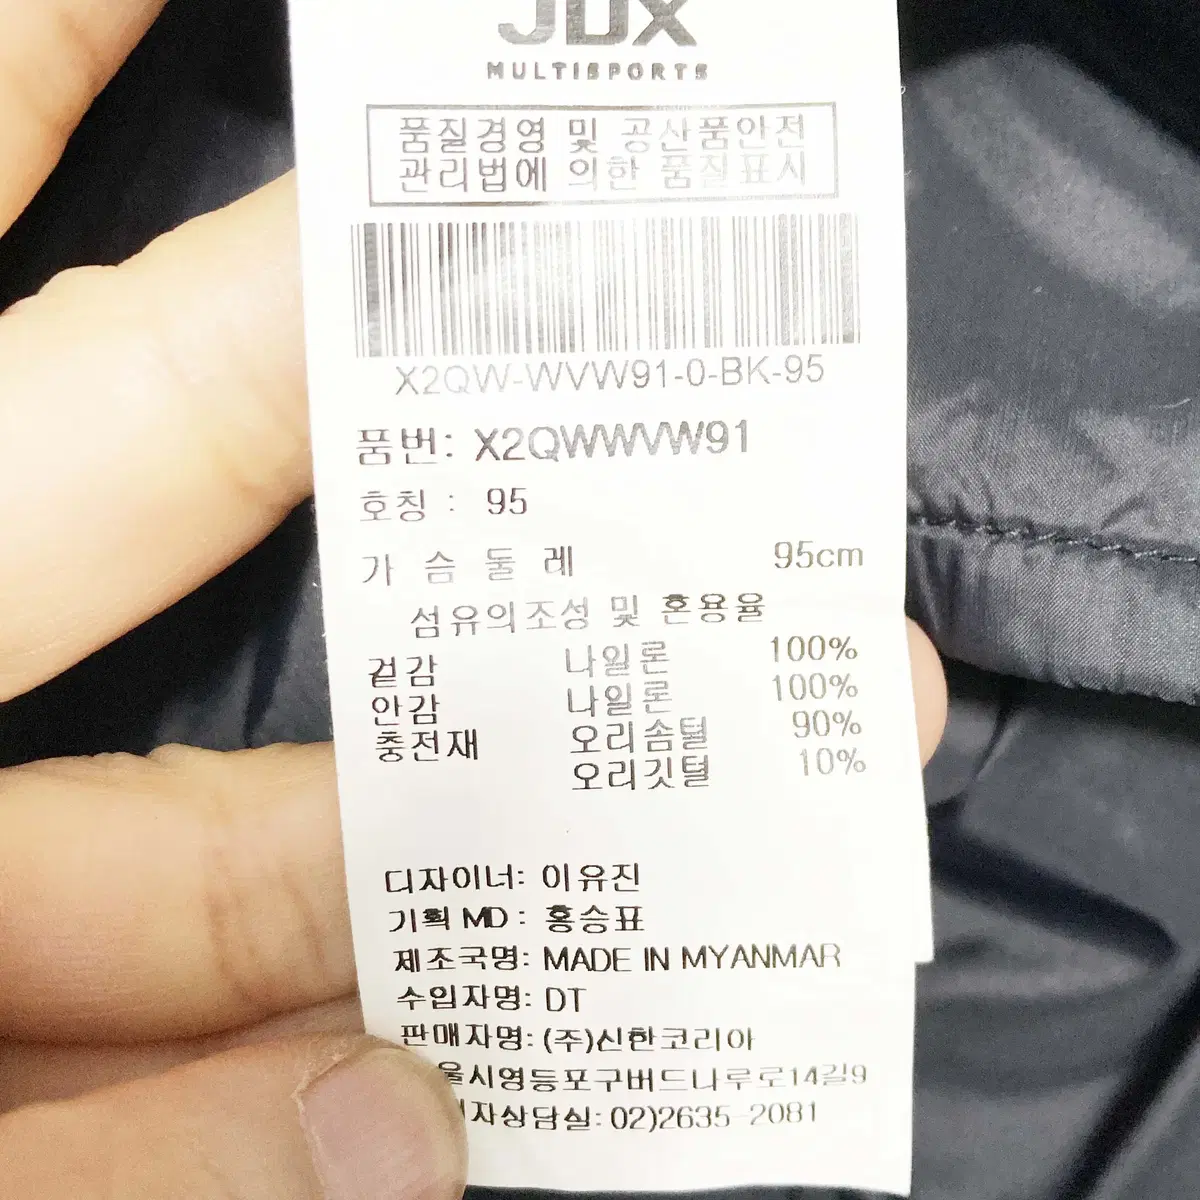 JDX
MULTISPORTS
품질경영 및 공산품안전
관리법에 의한 품질표시
X2QW-WVW91-0-BK-95
품번: X2QWWVW91
호칭 : 95
가 슴 둘 레 95cm
섬유의조성 및 혼용율
겉감 나일론 100%
안감 나일론 100%
충전재 오리솜털 90%
오리깃털 10%
디자이너: 이유진
기획 MD : 홍승표
제조국명: MADE IN MYANMAR
수입자명: DT
판매자명: (주)신한코리아
울시영등포구버드나루로14길9
자상담실: 02)2635-2081